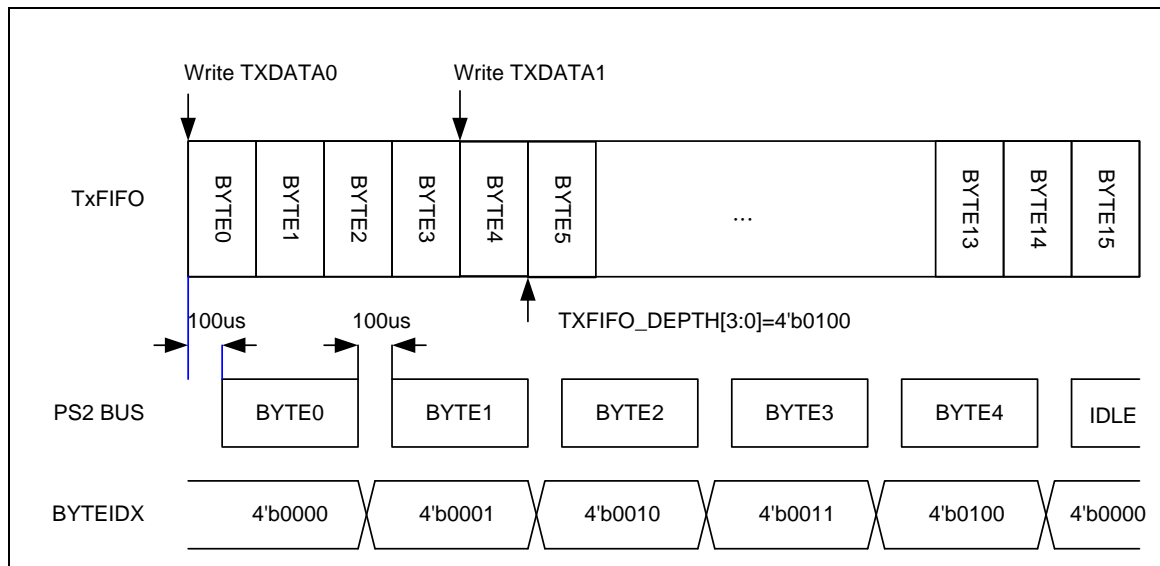 Write TXDATA0 Write TXDATA1
TxFIFO BYTE0 BYTE1 BYTE2 BYTE3 BYTE4 BYTE5 ... BYTE13 BYTE14 BYTE15
100us 100us TXFIFO_DEPTH[3:0]=4'b0100
PS2 BUS BYTE0 BYTE1 BYTE2 BYTE3 BYTE4 IDLE
BYTEIDX 4'b0000 4'b0001 4'b0010 4'b0011 4'b0100 4'b0000